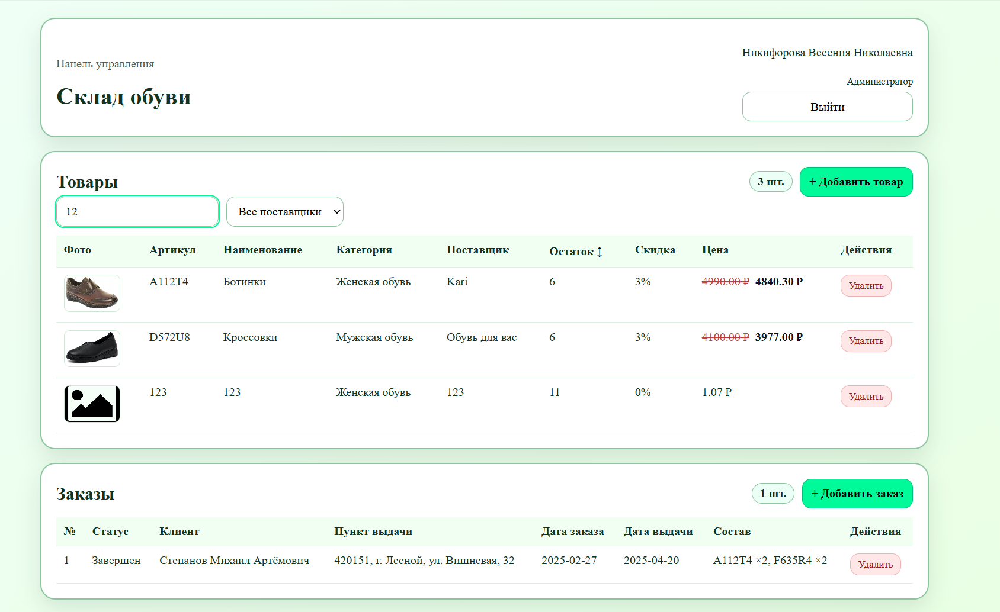 Панель управления
Склад обуви
Никифорова Весения Николаевна
Администратор
Выйти
Товары
3 шт.
+ Добавить товар
12
Все поставщики
Фото Артикул Наименование Категория Поставщик Остаток ↕ Скидка Цена Действия
A112T4 Ботинки Женская обувь Kari 6 3% 4990.00 ₽ 4840.30 ₽ Удалить
D572U8 Кроссовки Мужская обувь Обувь для вас 6 3% 4100.00 ₽ 3977.00 ₽ Удалить
123 123 Женская обувь 123 11 0% 1.07 ₽ Удалить
Заказы
1 шт.
+ Добавить заказ
№ Статус Клиент Пункт выдачи Дата заказа Дата выдачи Состав Действия
1 Завершен Степанов Михаил Артёмович 420151, г. Лесной, ул. Вишневая, 32 2025-02-27 2025-04-20 A112T4 ×2, F635R4 ×2 Удалить